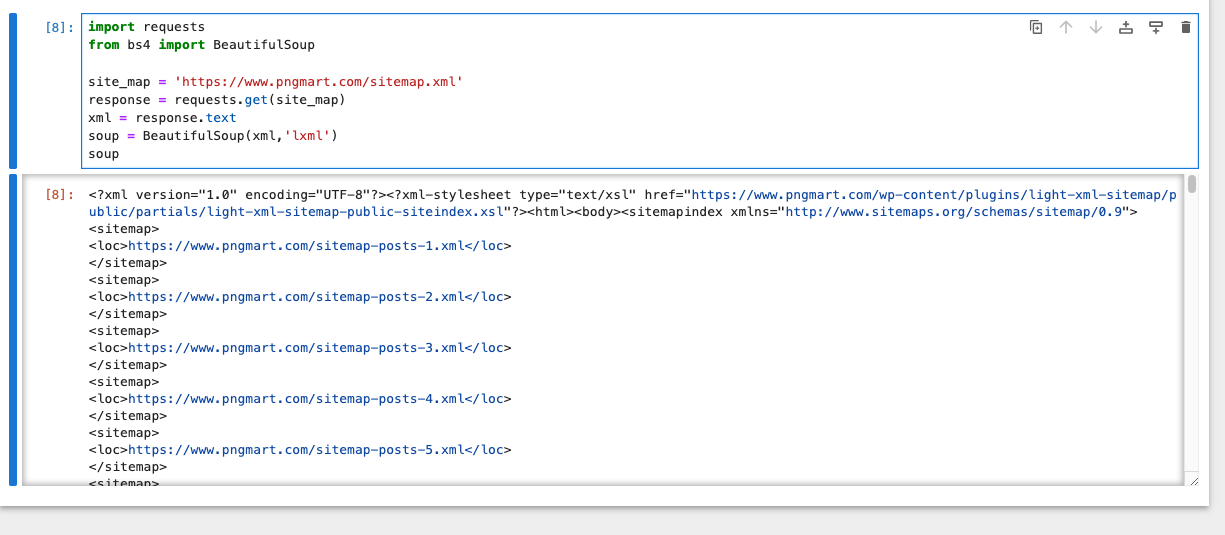 [8]:
import requests
from bs4 import BeautifulSoup
site_map = 'https://www.pngmart.com/sitemap.xml'
response = requests.get(site_map)
xml = response.text
soup = BeautifulSoup(xml,'lxml')
soup
[8]:
<?xml version="1.0" encoding="UTF-8"?><?xml-stylesheet type="text/xsl" href="https://www.pngmart.com/wp-content/plugins/light-xml-sitemap/p
ublic/partials/light-xml-sitemap-public-siteindex.xsl"?><html><body><sitemapindex xmlns="http://www.sitemaps.org/schemas/sitemap/0.9">
<sitemap>
<loc>https://www.pngmart.com/sitemap-posts-1.xml</loc>
</sitemap>
<sitemap>
<loc>https://www.pngmart.com/sitemap-posts-2.xml</loc>
</sitemap>
<sitemap>
<loc>https://www.pngmart.com/sitemap-posts-3.xml</loc>
</sitemap>
<sitemap>
<loc>https://www.pngmart.com/sitemap-posts-4.xml</loc>
</sitemap>
<sitemap>
<loc>https://www.pngmart.com/sitemap-posts-5.xml</loc>
</sitemap>
<sitemap>